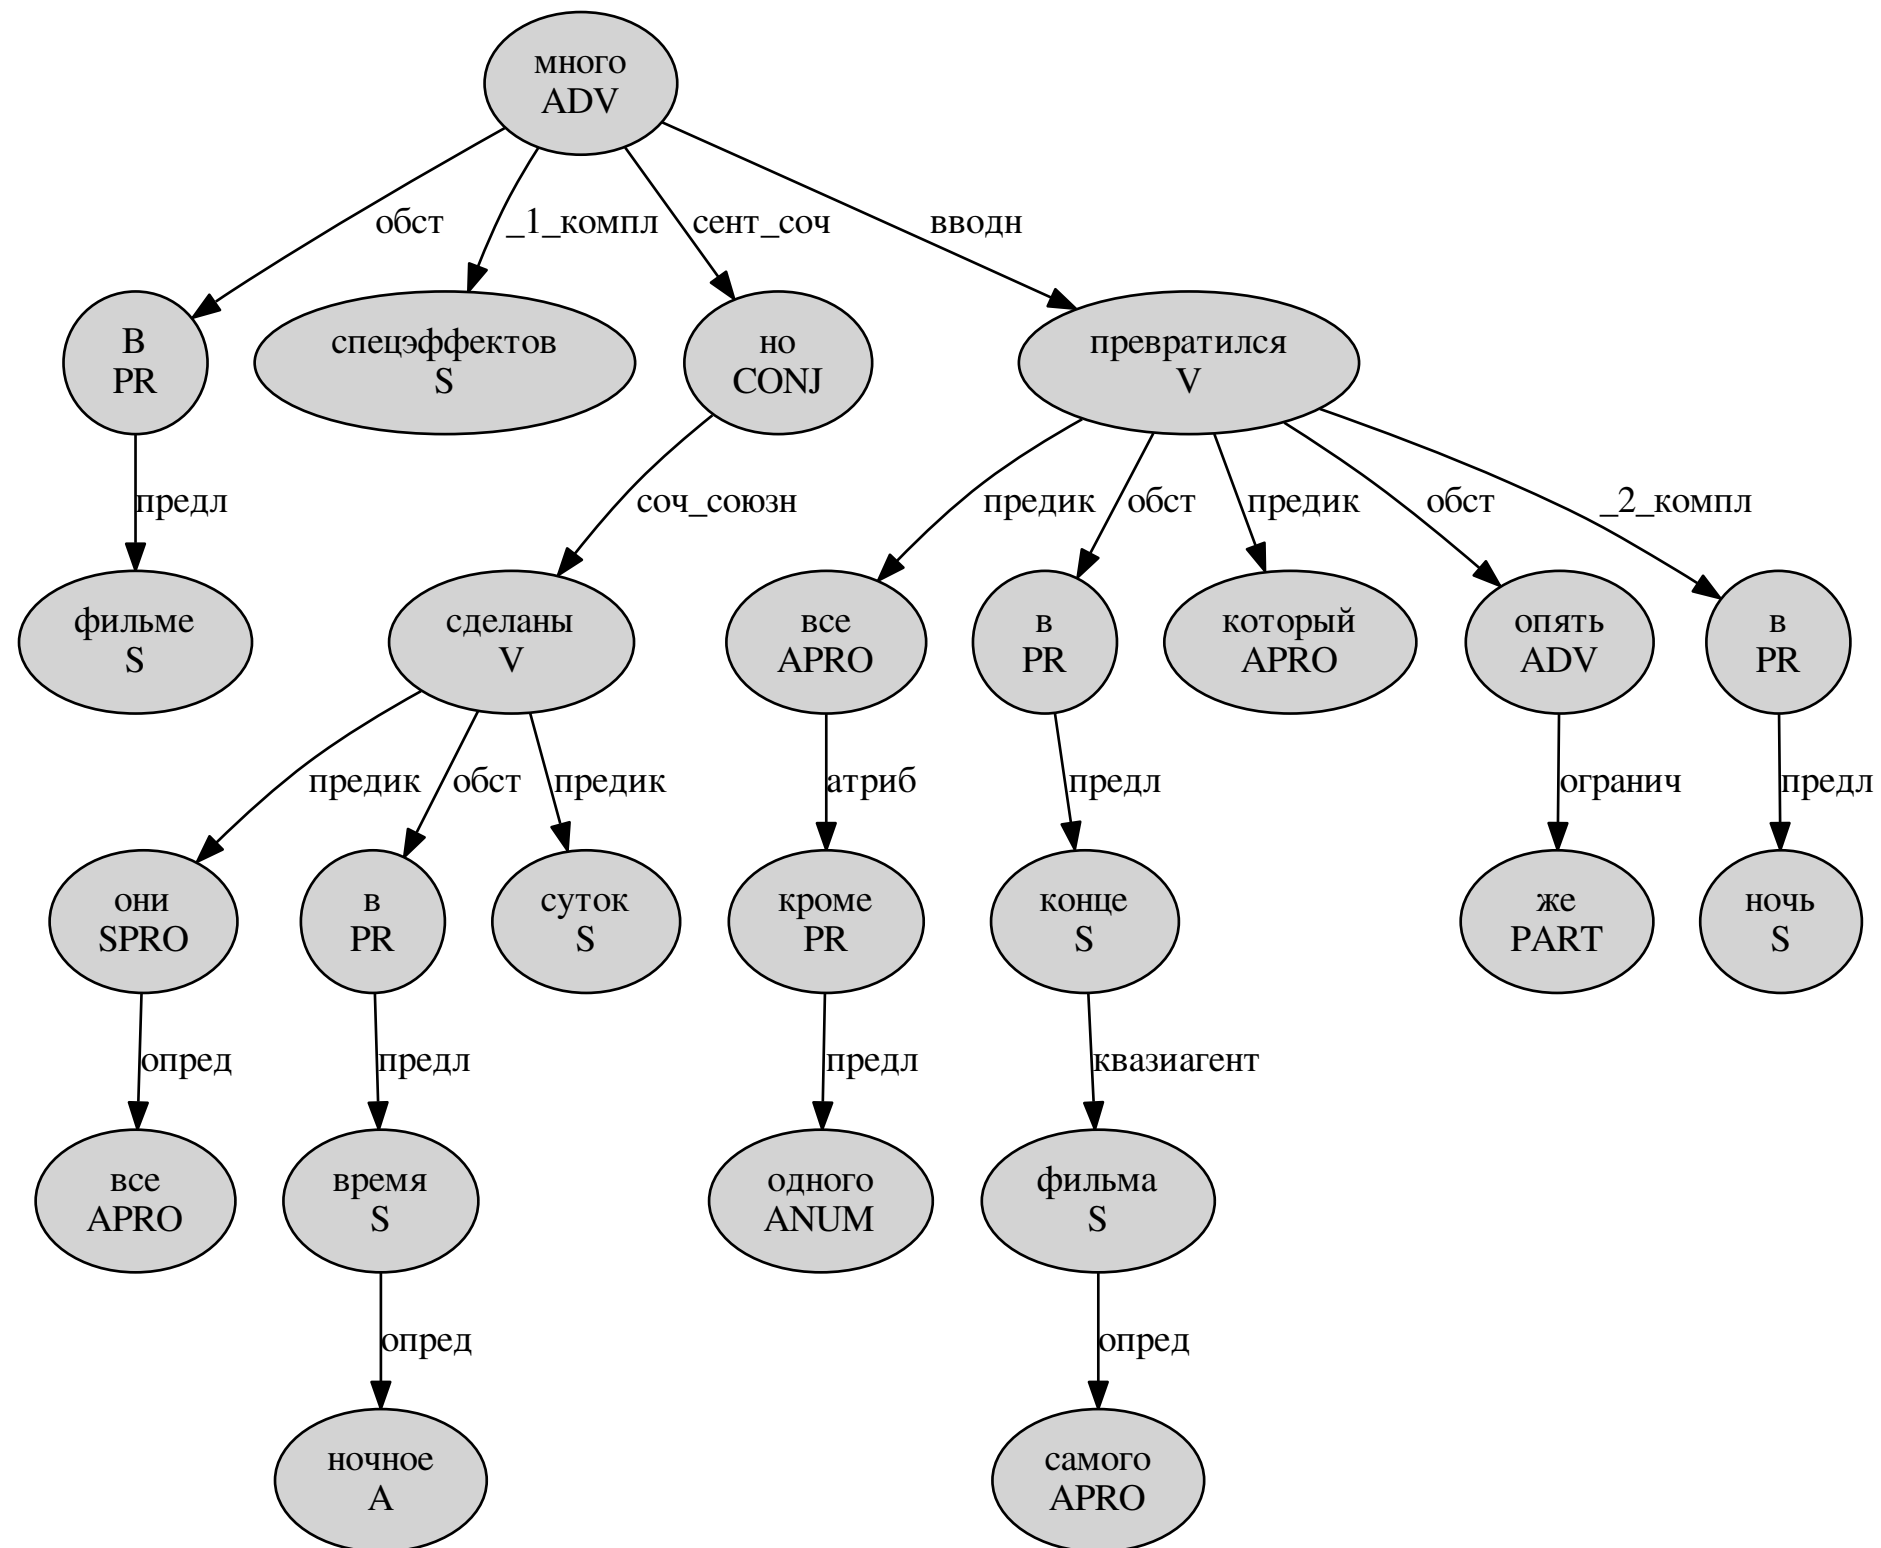 много
ADV
обст
_1_компл
сент_соч
вводн
В
PR
спецэффектов
S
но
CONJ
превратился
V
предл
соч_союзн
предик
обст
предик
обст
_2_компл
фильме
S
сделаны
V
все
APRO
в
PR
который
APRO
опять
ADV
в
PR
предик
обст
предик
атриб
предл
огранич
предл
они
SPRO
в
PR
суток
S
кроме
PR
конце
S
же
PART
ночь
S
опред
предл
предл
квазиагент
все
APRO
время
S
одного
ANUM
фильма
S
опред
опред
ночное
A
самого
APRO